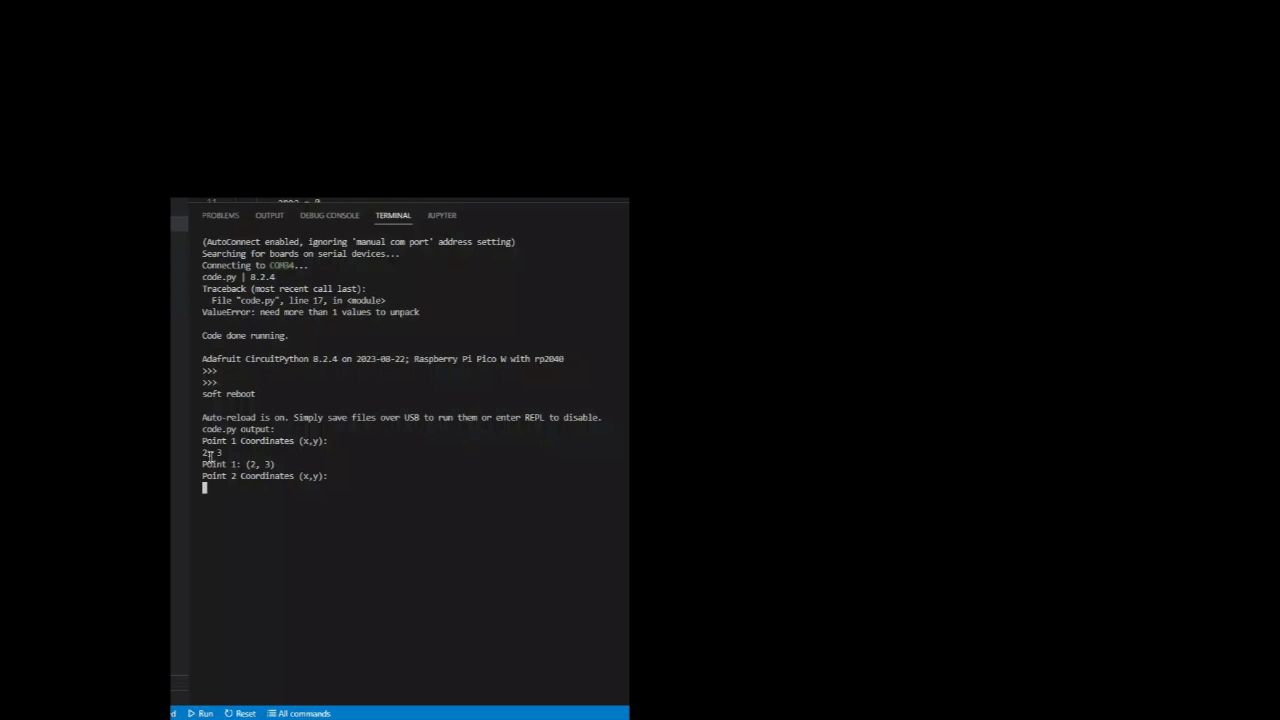 PROBLEMS OUTPUT DEBUG CONSOLE TERMINAL JUPYTER
(AutoConnect enabled, ignoring 'manual com port' address setting)
Searching for boards on serial devices...
Connecting to COM34...
code.py | 8.2.4
Traceback (most recent call last):
File "code.py", line 17, in <module>
ValueError: need more than 1 values to unpack
Code done running.
Adafruit CircuitPython 8.2.4 on 2023-08-22; Raspberry Pi Pico W with rp2040
>>>
>>>
soft reboot
Auto-reload is on. Simply save files over USB to run them or enter REPL to disable.
code.py output:
Point 1 Coordinates (x,y):
2, 3
Point 1: (2, 3)
Point 2 Coordinates (x,y):
Run Reset All commands